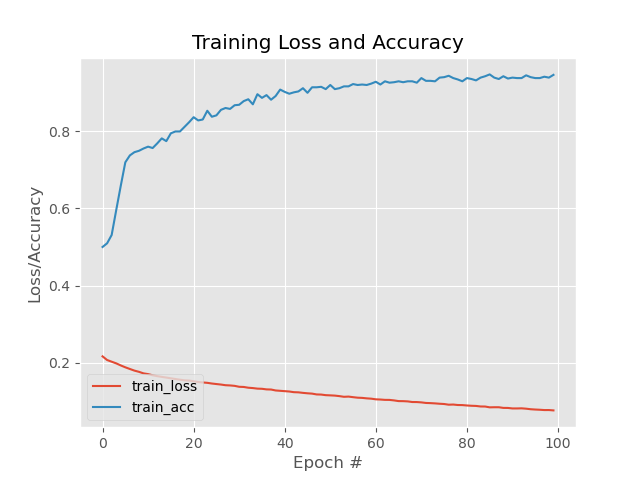 Training Loss and Accuracy
Loss/Accuracy
0.8
0.6
0.4
0.2
train_loss
train_acc
0 20 40 60 80 100
Epoch #